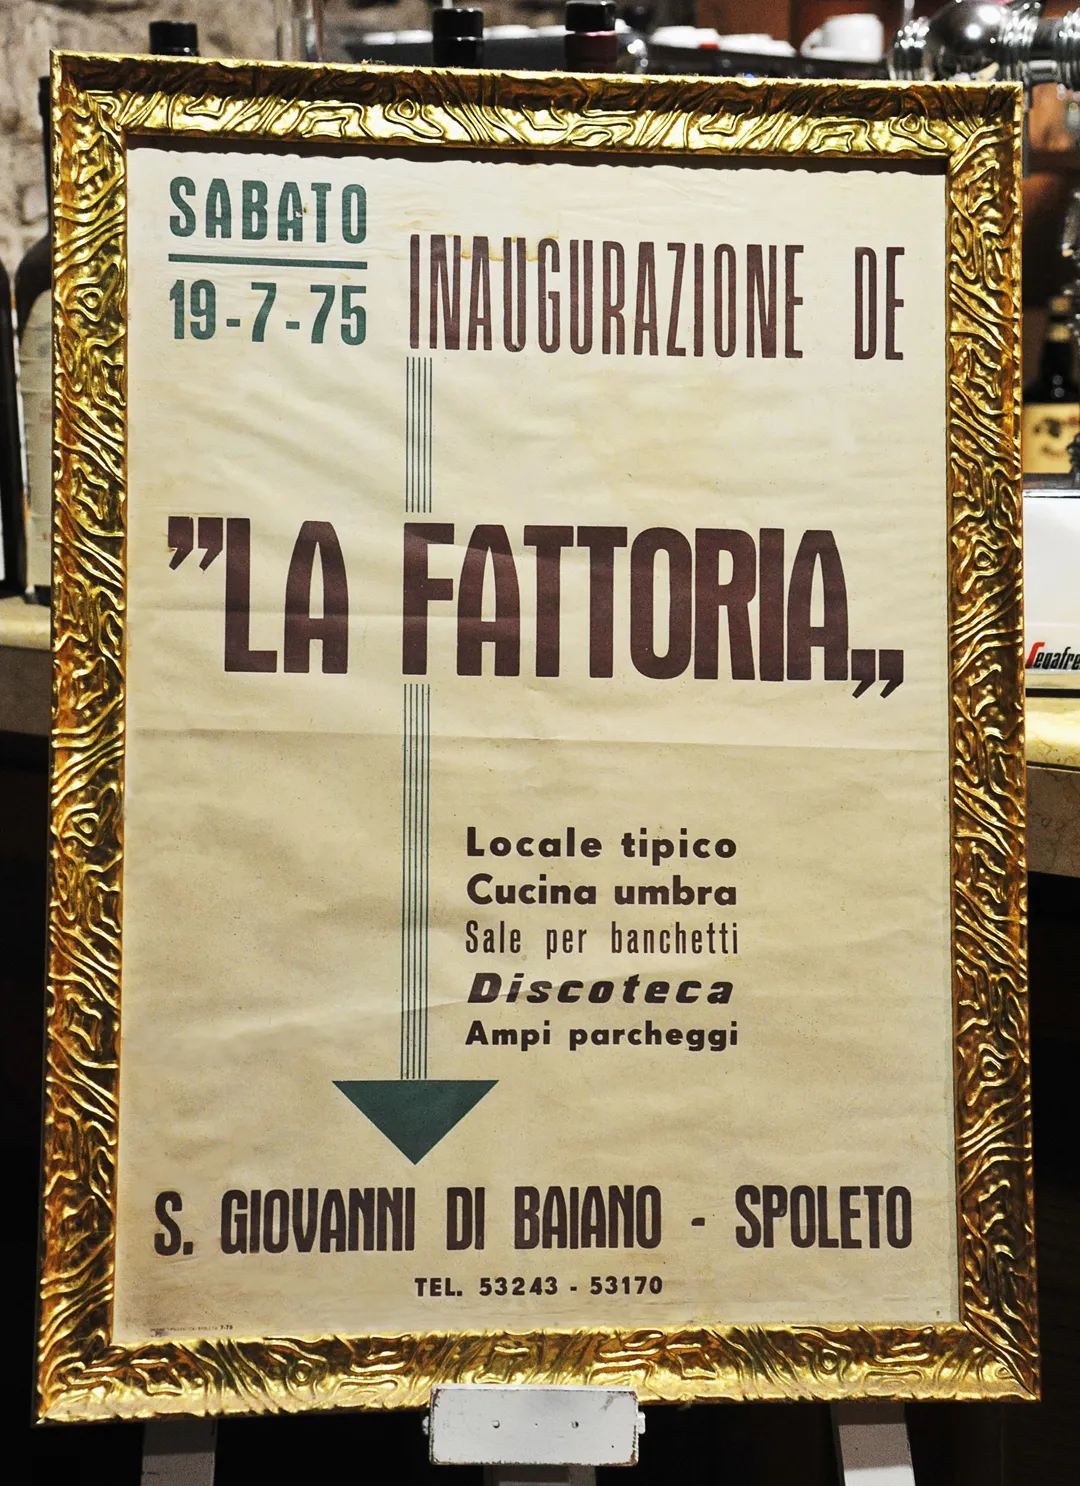 SABATO
19-7-75
INAUGURAZIONE DE
"LA FATTORIA„
Locale tipico
Cucina umbra
Sale per banchetti
Discoteca
Ampi parcheggi
S. GIOVANNI DI BAIANO - SPOLETO
TEL. 53243 - 53170
Segafre